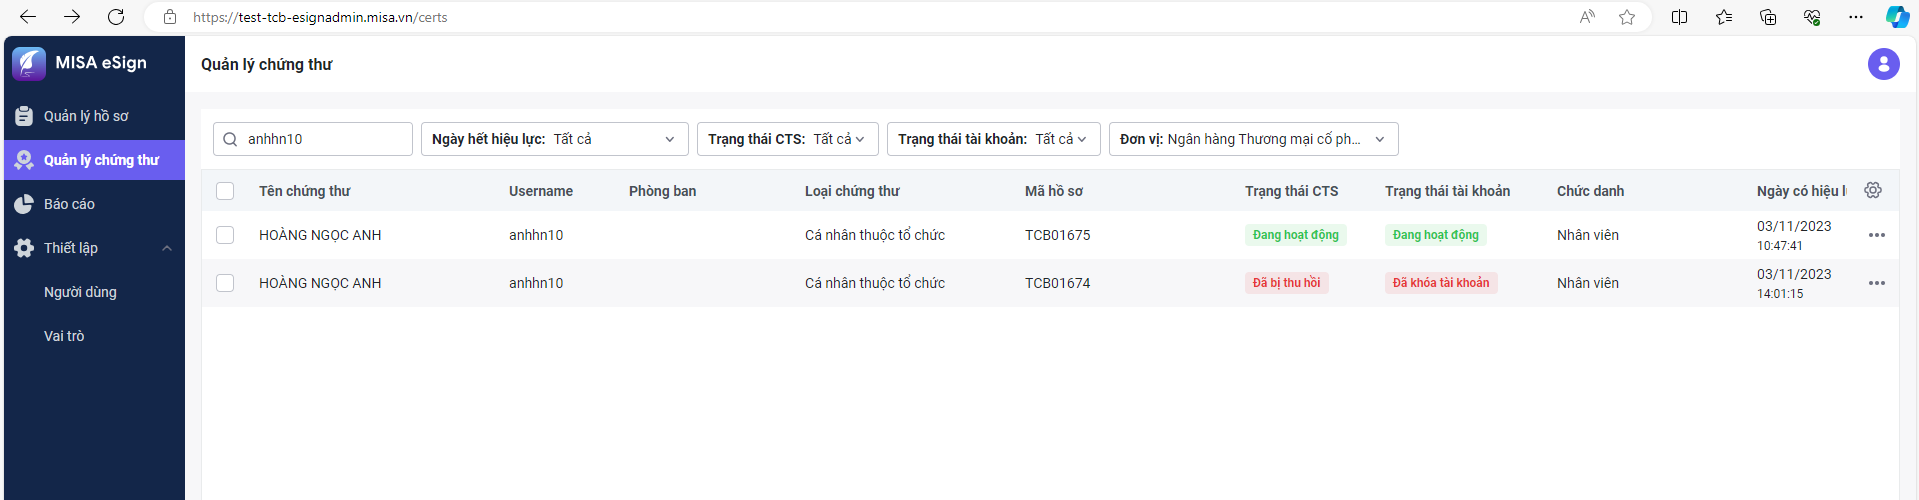 https://test-tcb-esignadmin.misa.vn/certs
MISA eSign
Quản lý chứng thư
Quản lý hồ sơ
Quản lý chứng thư
Báo cáo
Thiết lập
Người dùng
Vai trò
anhhn10
Ngày hết hiệu lực: Tất cả
Trạng thái CTS: Tất cả
Trạng thái tài khoản: Tất cả
Đơn vị: Ngân hàng Thương mại cổ ph...
Tên chứng thư Username Phòng ban Loại chứng thư Mã hồ sơ Trạng thái CTS Trạng thái tài khoản Chức danh Ngày có hiệu
HOÀNG NGỌC ANH anhhn10 Cá nhân thuộc tổ chức TCB01675 Đang hoạt động Đang hoạt động Nhân viên 03/11/2023
10:47:41
HOÀNG NGỌC ANH anhhn10 Cá nhân thuộc tổ chức TCB01674 Đã bị thu hồi Đã khóa tài khoản Nhân viên 03/11/2023
14:01:15